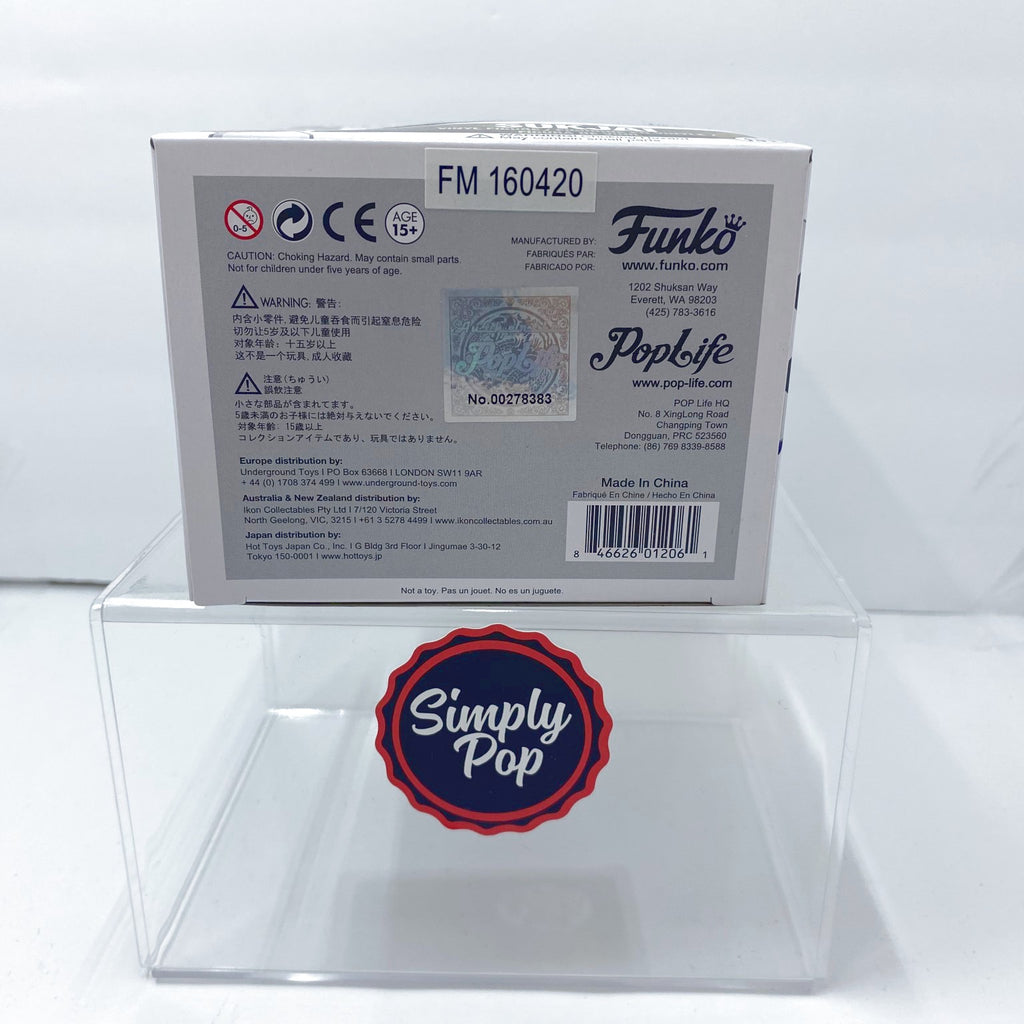 FM 160420
0-5
CE
AGE
15+
CAUTION: Choking Hazard. May contain small parts.
Not for children under five years of age.
WARNING: 警告:
内含小零件, 避免儿童吞食而引起窒息危险
切勿让5岁及以下儿童使用
对象年龄: 十五岁以上
这不是一个玩具, 成人收藏
注意 (ちゅうい)
誤飲注意
小さな部品が含まれてます。
5歳未満のお子様には絶対与えないでください。
対象年齢: 15歳以上
コレクションアイテムであり、玩具ではありません。
Europe distribution by:
Underground Toys I PO Box 63668 I LONDON SW11 9AR
+ 44 (0) 1708 374 499 I www.underground-toys.com
Australia & New Zealand distribution by:
Ikon Collectables Pty Ltd I 7/120 Victoria Street
North Geelong, VIC, 3215 I +61 3 5278 4499 I www.ikoncollectables.com.au
Japan distribution by:
Hot Toys Japan Co., Inc. I G Bldg 3rd Floor I Jingumae 3-30-12
Tokyo 150-0001 I www.hottoys.jp
PopLife
No.00278383
MANUFACTURED BY:
FABRIQUÉS PAR:
FABRICADO POR:
Funko
www.funko.com
1202 Shuksan Way
Everett, WA 98203
(425) 783-3616
PopLife
www.pop-life.com
POP Life HQ
No. 8 XingLong Road
Changping Town
Dongguan, PRC 523560
Telephone: (86) 769 8339-8588
Made In China
Fabriqué En Chine / Hecho En China
8 46626 01206 1
Not a toy. Pas un jouet. No es un juguete.
Simply
Pop